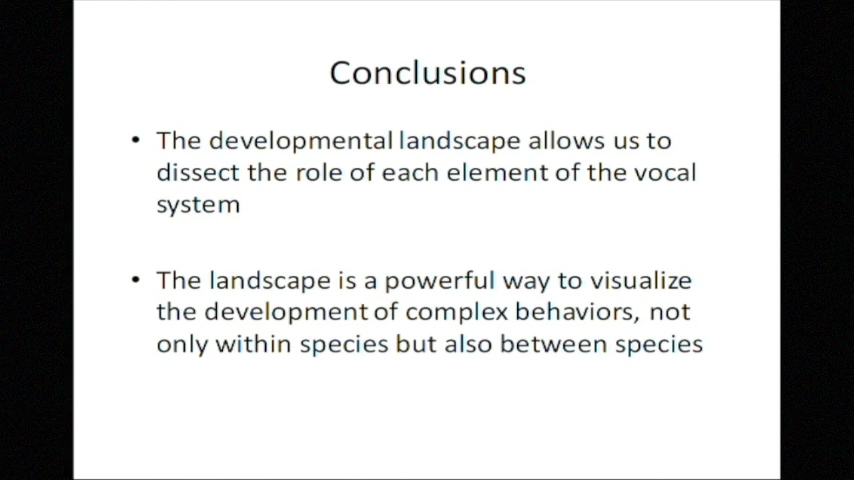 Conclusions
• The developmental landscape allows us to
dissect the role of each element of the vocal
system
• The landscape is a powerful way to visualize
the development of complex behaviors, not
only within species but also between species